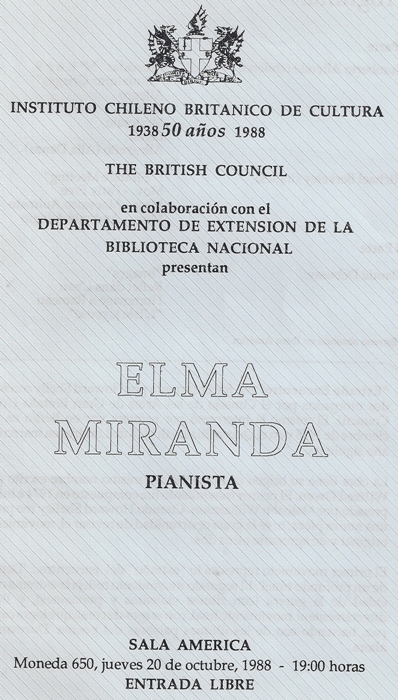 INSTITUTO CHILENO BRITANICO DE CULTURA
1938 50 años 1988
THE BRITISH COUNCIL
en colaboración con el
DEPARTAMENTO DE EXTENSION DE LA
BIBLIOTECA NACIONAL
presentan
ELMA
MIRANDA
PIANISTA
SALA AMERICA
Moneda 650, jueves 20 de octubre, 1988 - 19:00 horas
ENTRADA LIBRE